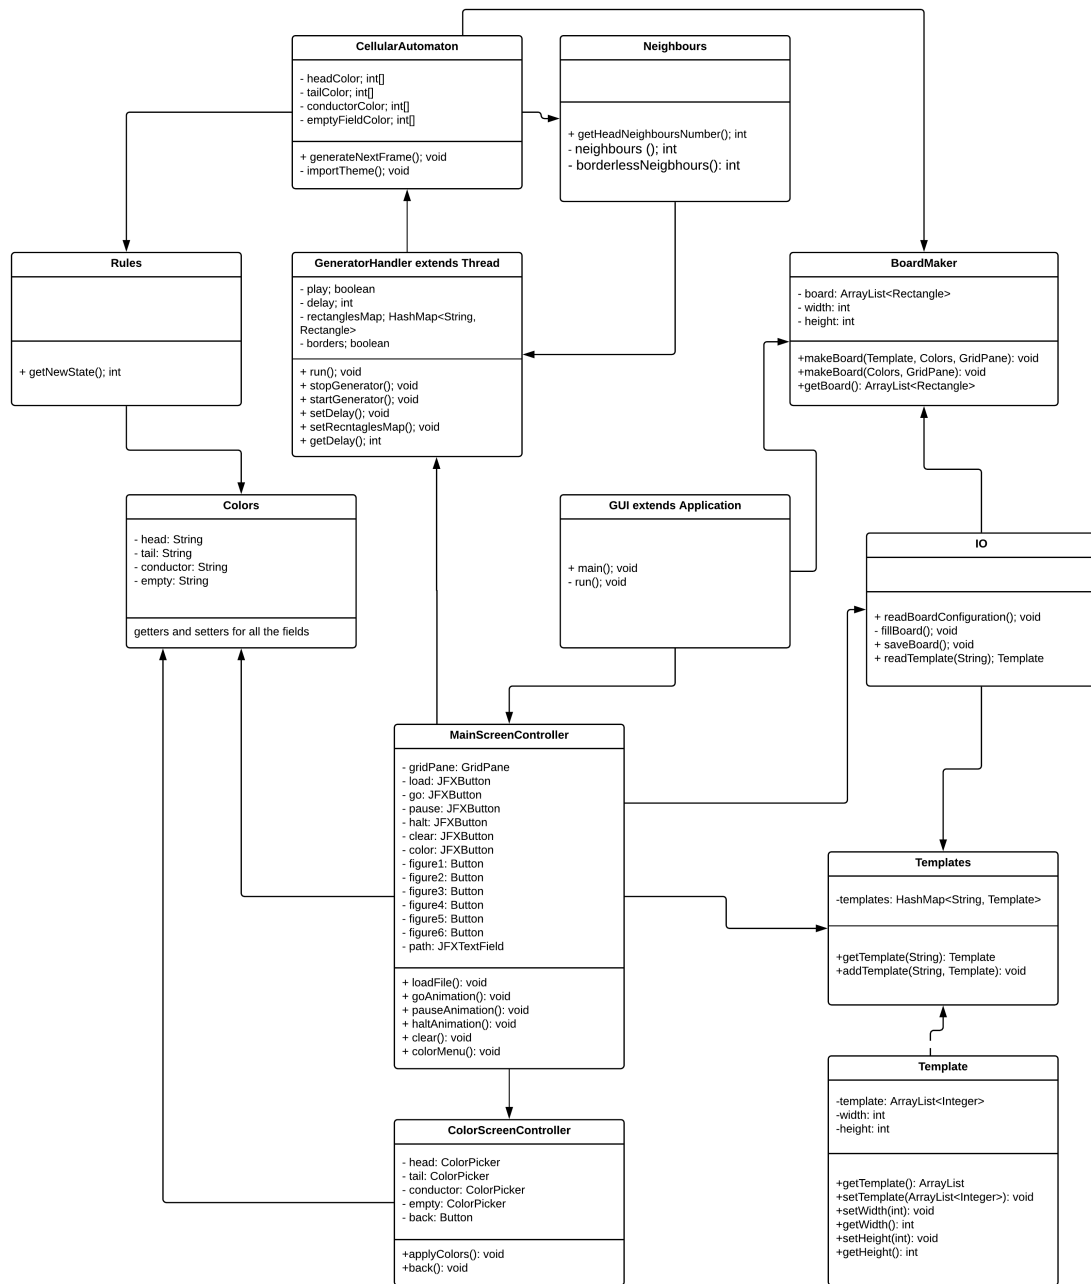 CellularAutomaton
- headColor; int[]
- tailColor; int[]
- conductorColor; int[]
- emptyFieldColor; int[]
+ generateNextFrame(); void
- importTheme(); void
Neighbours
+ getHeadNeighboursNumber(); int
- neighbours (); int
- borderlessNeigbhours(): int
Rules
+ getNewState(); int
GeneratorHandler extends Thread
- play; boolean
- delay; int
- rectanglesMap; HashMap<String,
Rectangle>
- borders; boolean
+ run(); void
+ stopGenerator(); void
+ startGenerator(); void
+ setDelay(); void
+ setRecntaglesMap(); void
+ getDelay(); int
BoardMaker
- board: ArrayList<Rectangle>
- width: int
- height: int
+makeBoard(Template, Colors, GridPane): void
+makeBoard(Colors, GridPane): void
+getBoard(): ArrayList<Rectangle>
Colors
- head: String
- tail: String
- conductor: String
- empty: String
getters and setters for all the fields
GUI extends Application
+ main(); void
- run(); void
IO
+ readBoardConfiguration(); void
- fillBoard(); void
+ saveBoard(); void
+ readTemplate(String); Template
MainScreenController
- gridPane: GridPane
- load: JFXButton
- go: JFXButton
- pause: JFXButton
- halt: JFXButton
- clear: JFXButton
- color: JFXButton
- figure1: Button
- figure2: Button
- figure3: Button
- figure4: Button
- figure5: Button
- figure6: Button
- path: JFXTextField
+ loadFile(): void
+ goAnimation(): void
+ pauseAnimation(): void
+ haltAnimation(): void
+ clear(): void
+ colorMenu(): void
Templates
-templates: HashMap<String, Template>
+getTemplate(String): Template
+addTemplate(String, Template): void
Template
-template: ArrayList<Integer>
-width: int
-height: int
+getTemplate(): ArrayList
+setTemplate(ArrayList<Integer>): void
+setWidth(int): void
+getWidth(): int
+setHeight(int): void
+getHeight(): int
ColorScreenController
- head: ColorPicker
- tail: ColorPicker
- conductor: ColorPicker
- empty: ColorPicker
- back: Button
+applyColors(): void
+back(): void